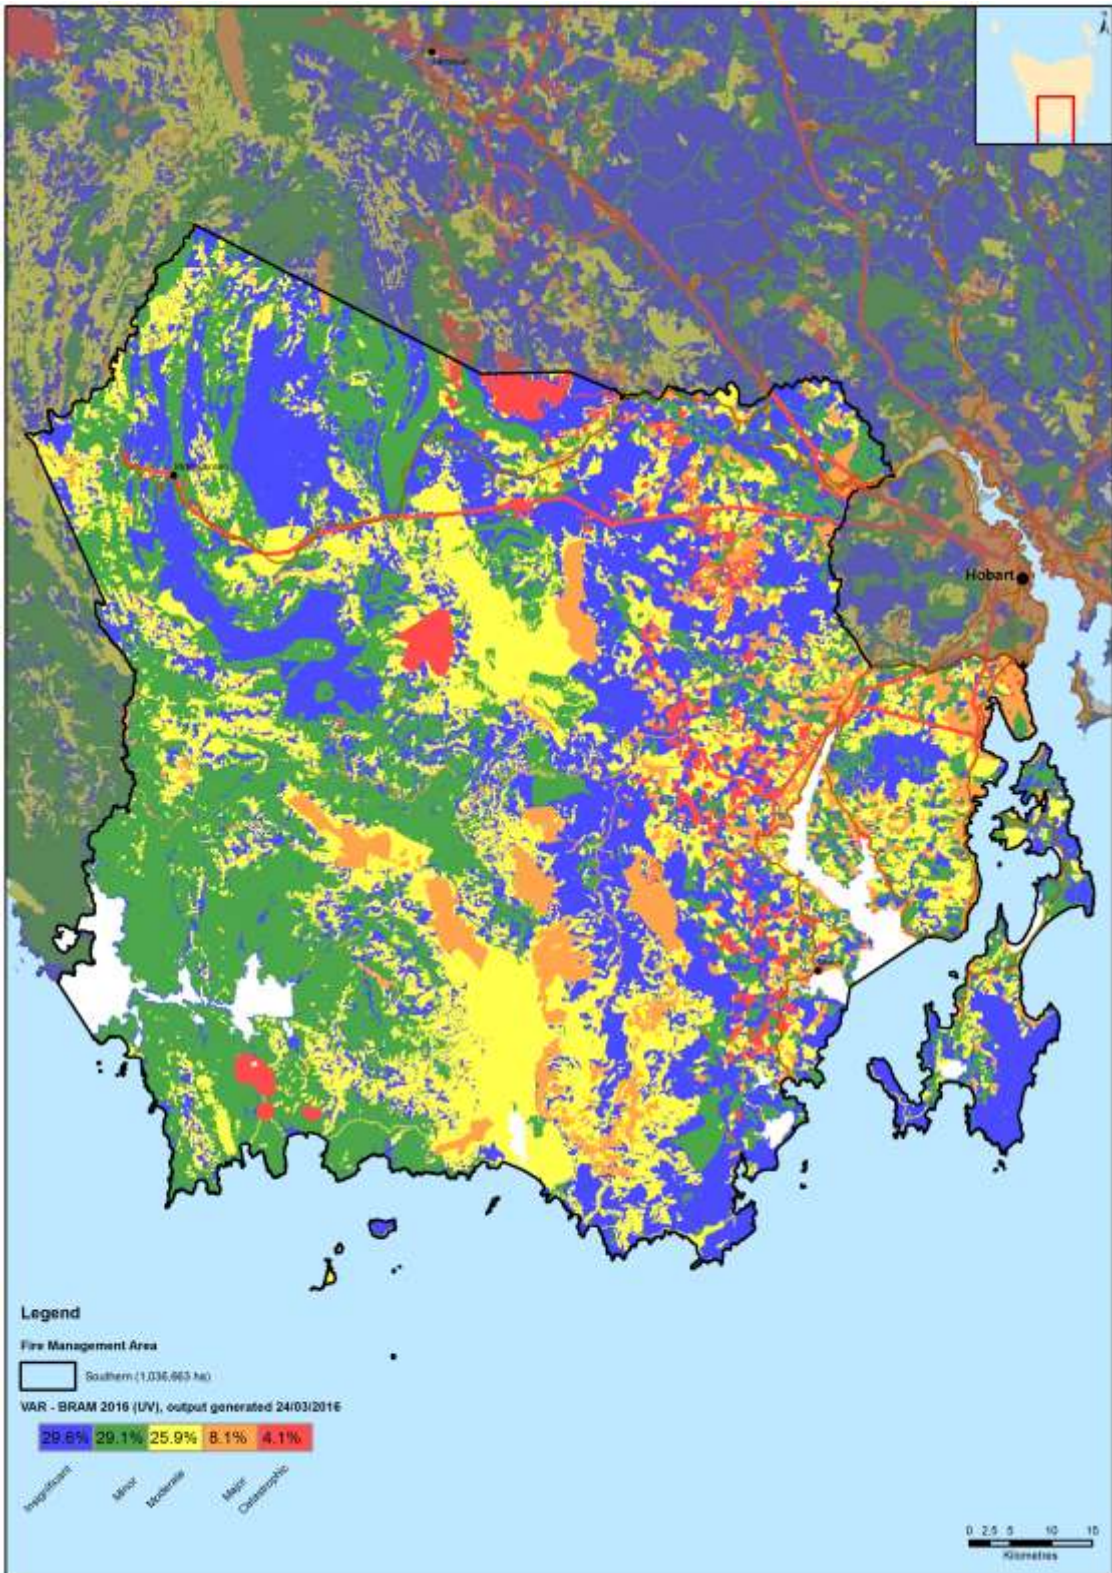 Hobart
Legend
Fire Management Area
Southern (1,036,663 ha)
VAR - BRAM 2016 (UV), output generated 24/03/2016
29.6% 29.1% 25.9% 8.1% 4.1%
Insignificant Minor Moderate Major Catastrophic
0 2.5 5 10 15
Kilometres